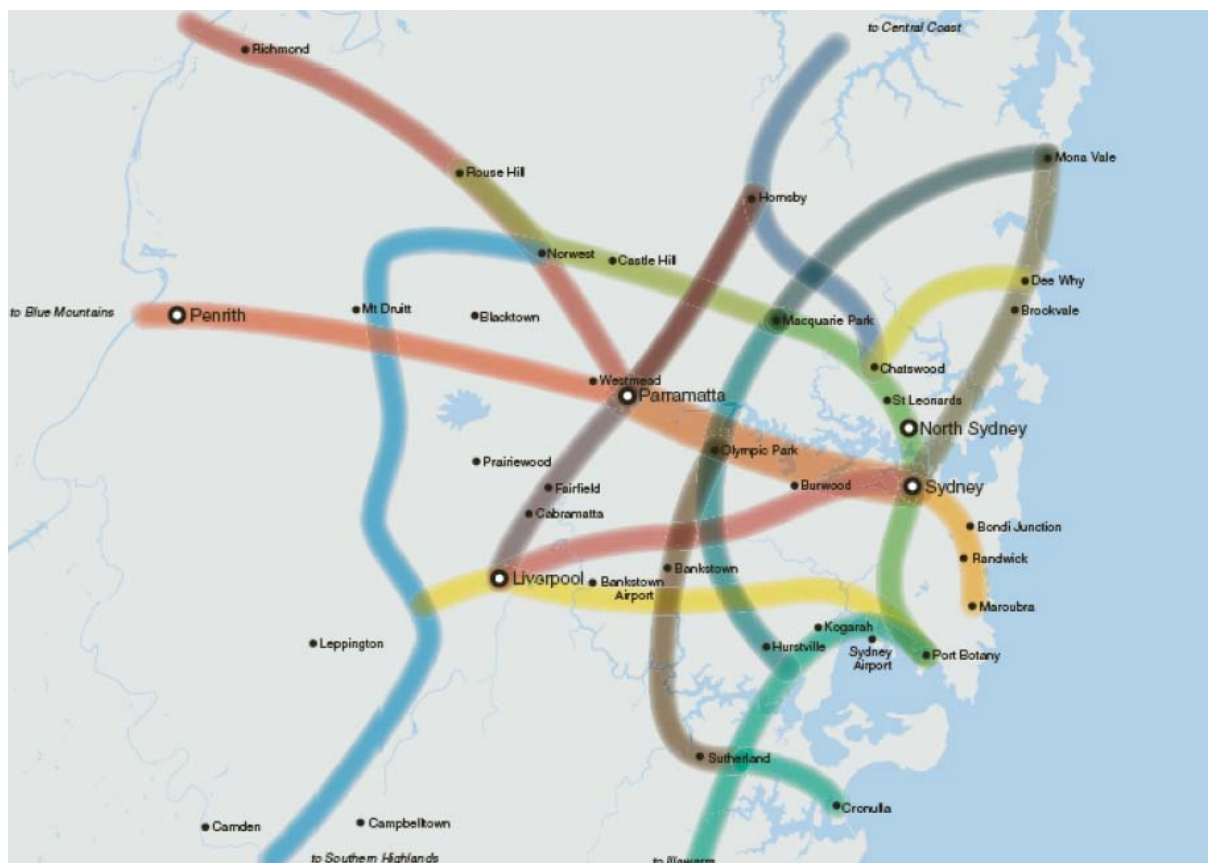 to Central Coast
Richmond
Mona Vale
Rouse Hill
Hornsby
Norwest
Castle Hill
Dee Why
to Blue Mountains
Penrith
Mt Druitt
Blacktown
Macquarie Park
Brookvale
Chatswood
Westmead
Parramatta
St Leonards
North Sydney
Olympic Park
Prairiewood
Fairfield
Burwood
Sydney
Cabramatta
Bondi Junction
Randwick
Liverpool
Bankstown
Airport
Bankstown
Maroubra
Leppington
Kogarah
Hurstville
Sydney
Airport
Port Botany
Sutherland
Cronulla
Camden
Campbelltown
to Southern Highlands
to Illawarra